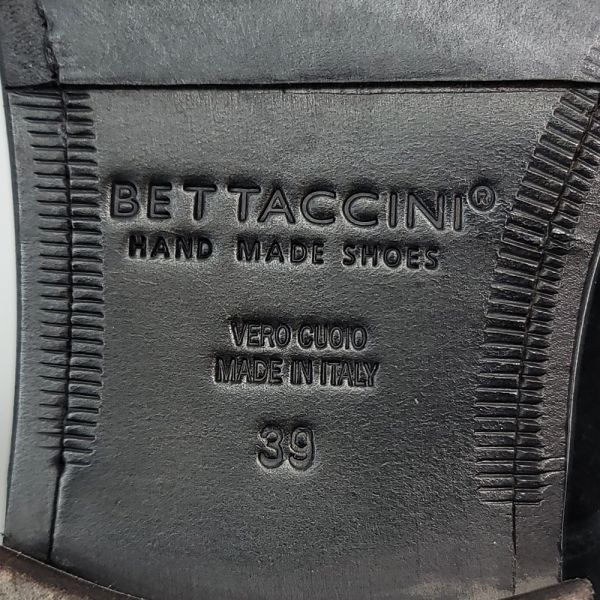 BETTACCINI®
HAND MADE SHOES
VERO CUOIO
MADE IN ITALY
39